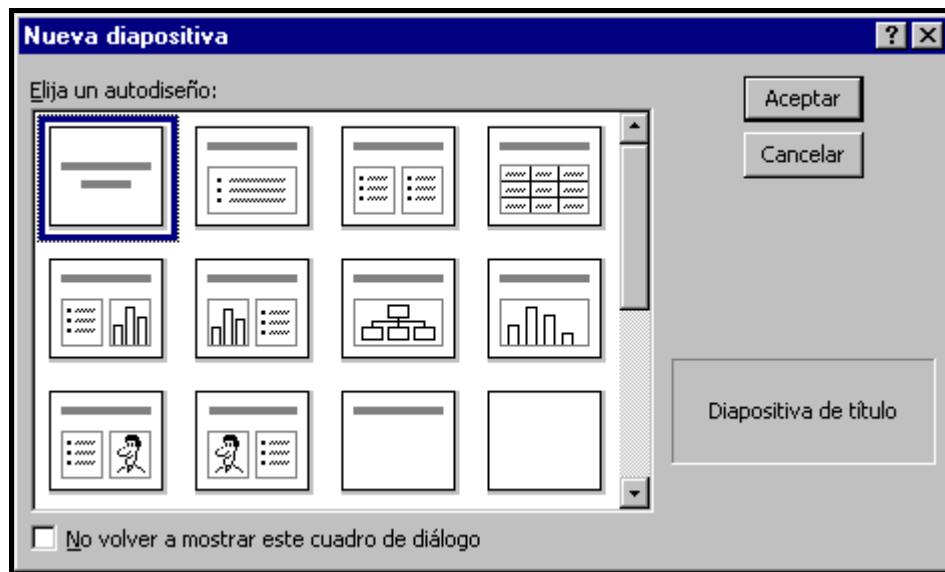 Nueva diapositiva
Elija un autodiseño:
Aceptar
Cancelar
Diapositiva de título
No volver a mostrar este cuadro de diálogo